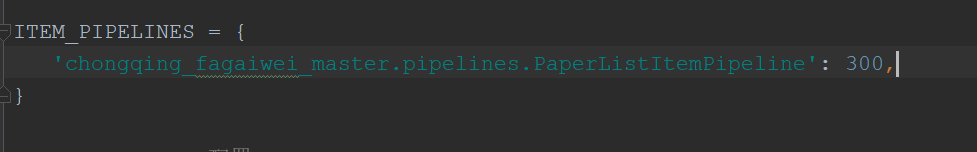 ITEM_PIPELINES = {
    'chongqing_fagaiwei_master.pipelines.PaperListItemPipeline': 300,
}